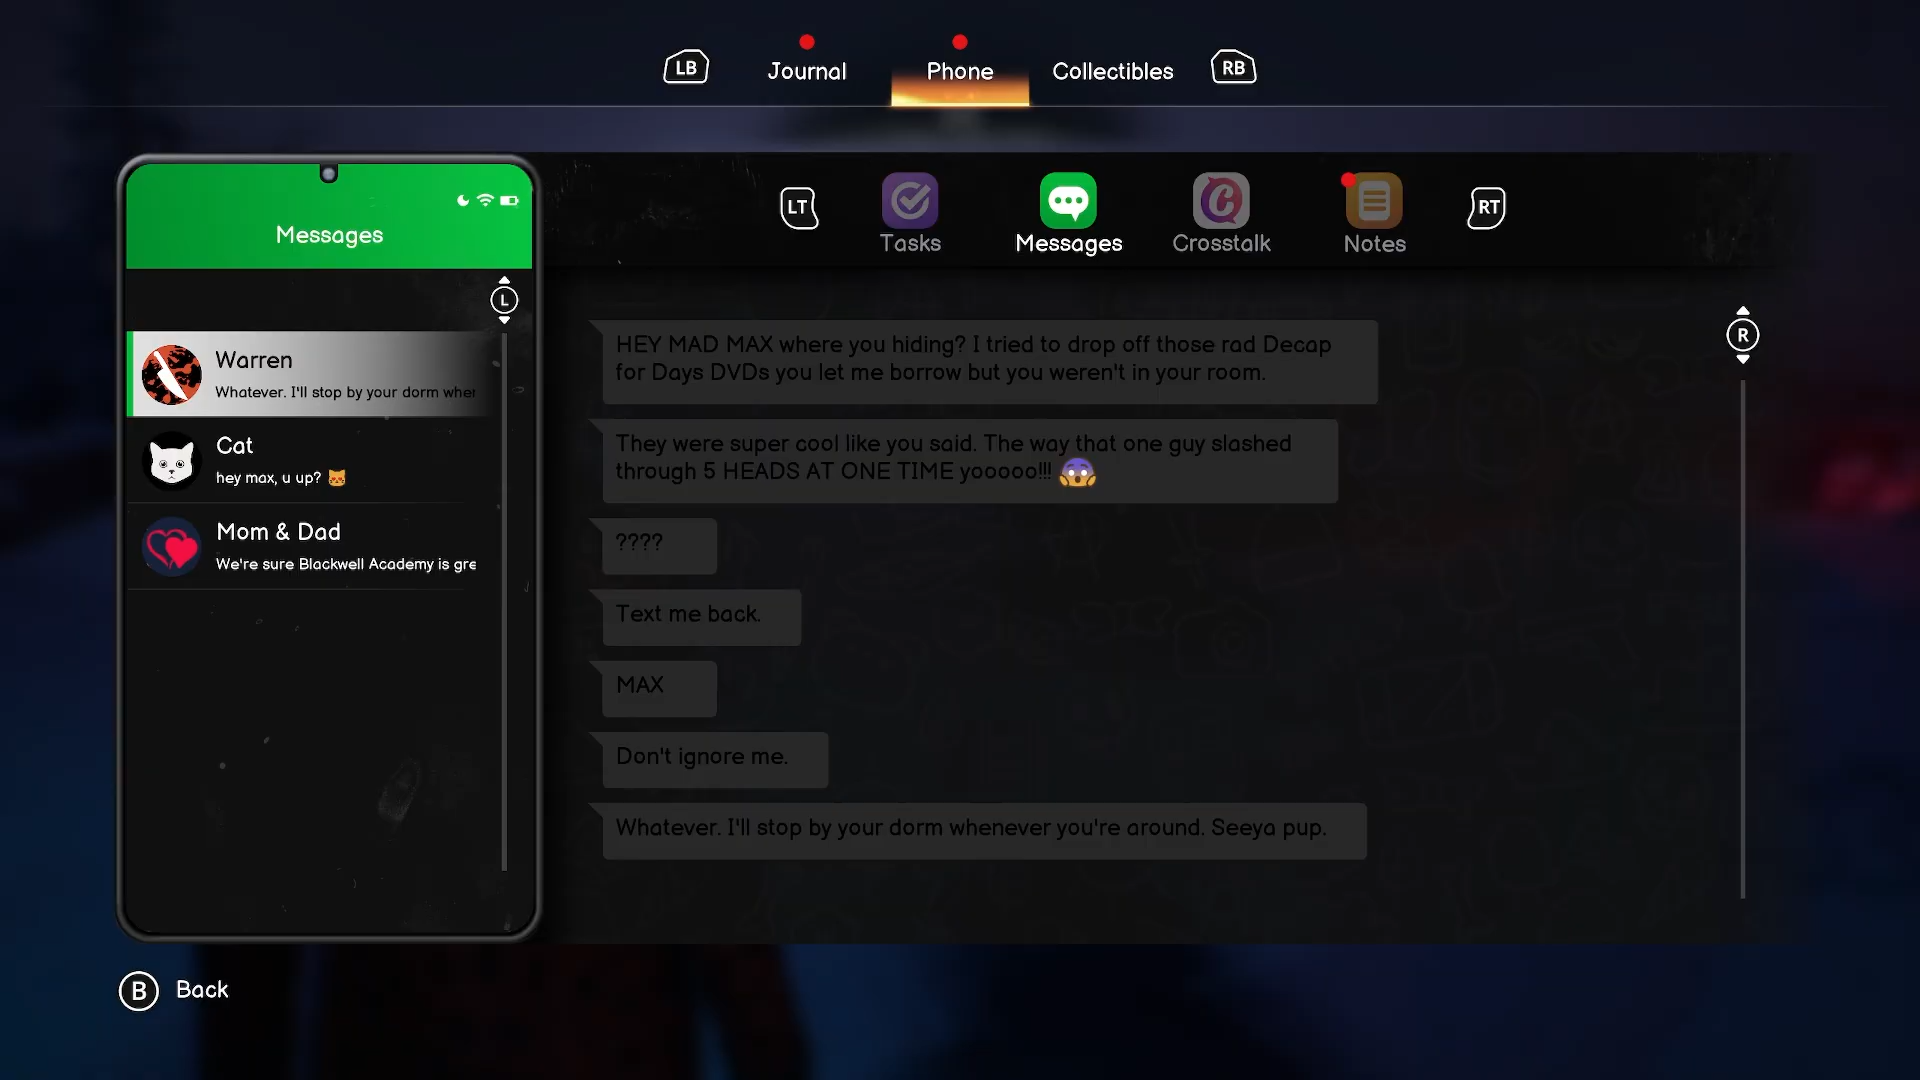 LB Journal Phone Collectibles RB
Messages
LT Tasks Messages Crosstalk Notes RT
L
R
Warren
Whatever. I'll stop by your dorm when
Cat
hey max, u up? 😼
Mom & Dad
We're sure Blackwell Academy is gre
HEY MAD MAX where you hiding? I tried to drop off those rad Decap
for Days DVDs you let me borrow but you weren't in your room.
They were super cool like you said. The way that one guy slashed
through 5 HEADS AT ONE TIME yooooo!!! 😱
????
Text me back.
MAX
Don't ignore me.
Whatever. I'll stop by your dorm whenever you're around. Seeya pup.
B Back